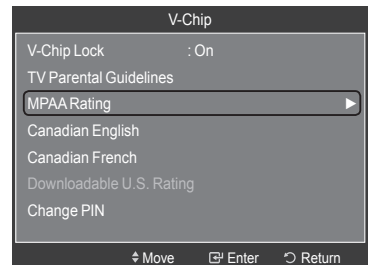 V-Chip
V-Chip Lock : On
TV Parental Guidelines
MPAA Rating
Canadian English
Canadian French
Downloadable U.S. Rating
Change PIN
Move Enter Return